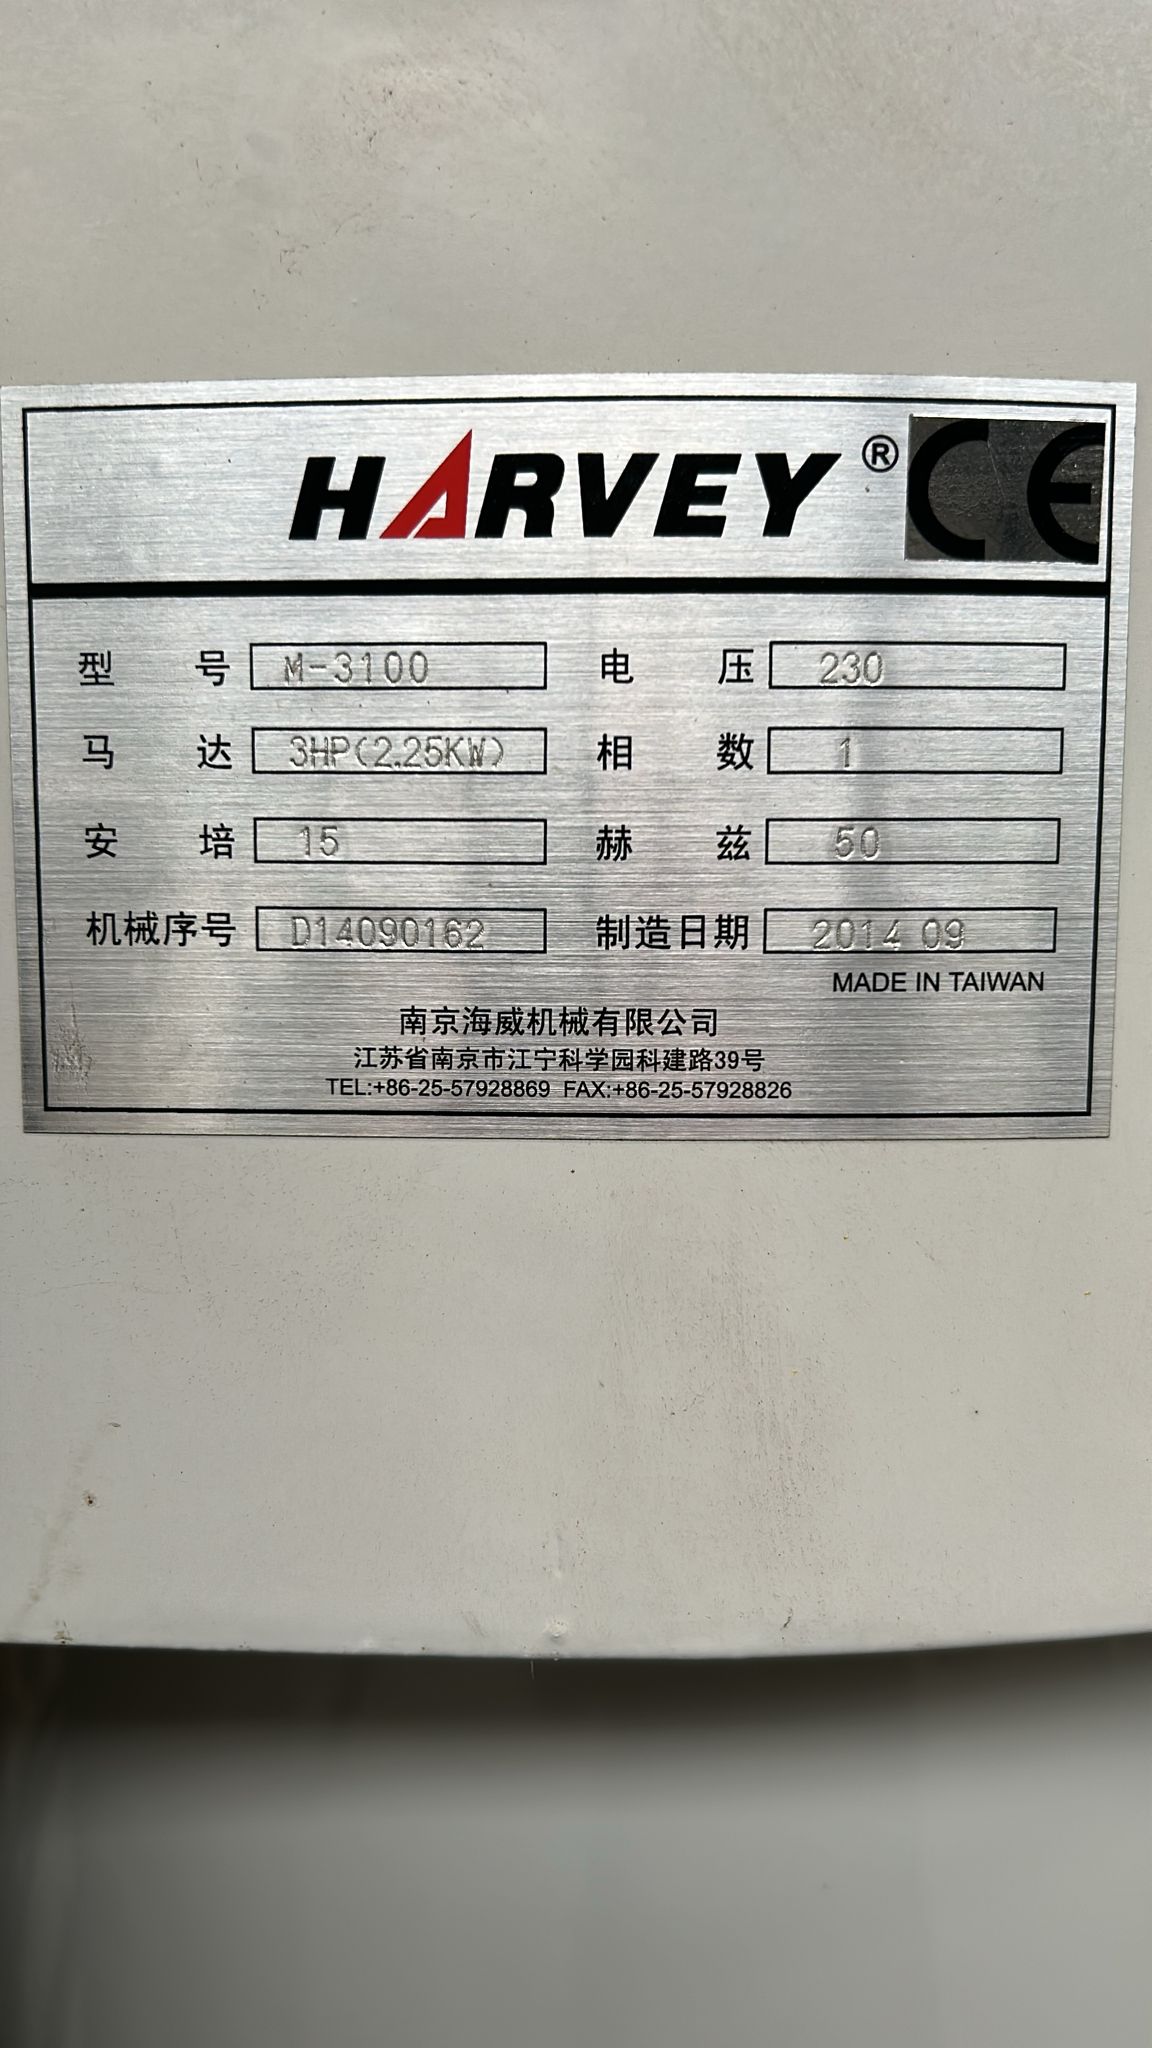 HARVEY® CE
型号 M-3100 电压 230
马达 3HP(2.25KW) 相数 1
安培 15 赫兹 50
机械序号 D14090162 制造日期 2014 09
MADE IN TAIWAN
南京海威机械有限公司
江苏省南京市江宁科学园科建路39号
TEL:+86-25-57928869 FAX:+86-25-57928826